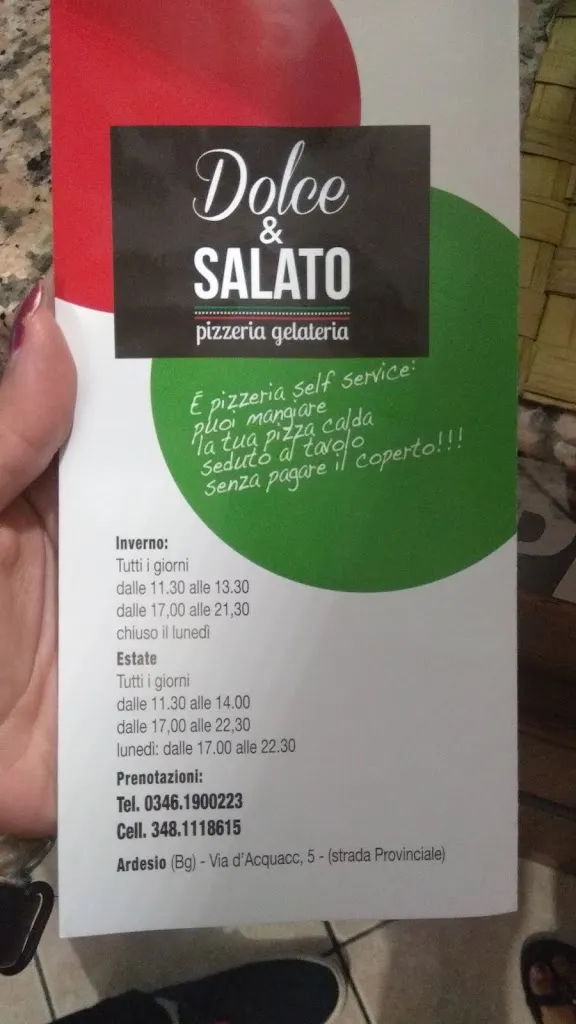 Dolce
&
SALATO
pizzeria gelateria
É pizzeria self service:
puoi mangiare
la tua pizza calda
seduto al tavolo
senza pagare il coperto!!!
Inverno:
Tutti i giorni
dalle 11.30 alle 13.30
dalle 17,00 alle 21,30
chiuso il lunedì
Estate
Tutti i giorni
dalle 11.30 alle 14.00
dalle 17,00 alle 22,30
lunedì: dalle 17.00 alle 22.30
Prenotazioni:
Tel. 0346.1900223
Cell. 348.1118615
Ardesio (Bg) - Via d'Acquacc, 5 - (strada Provinciale)